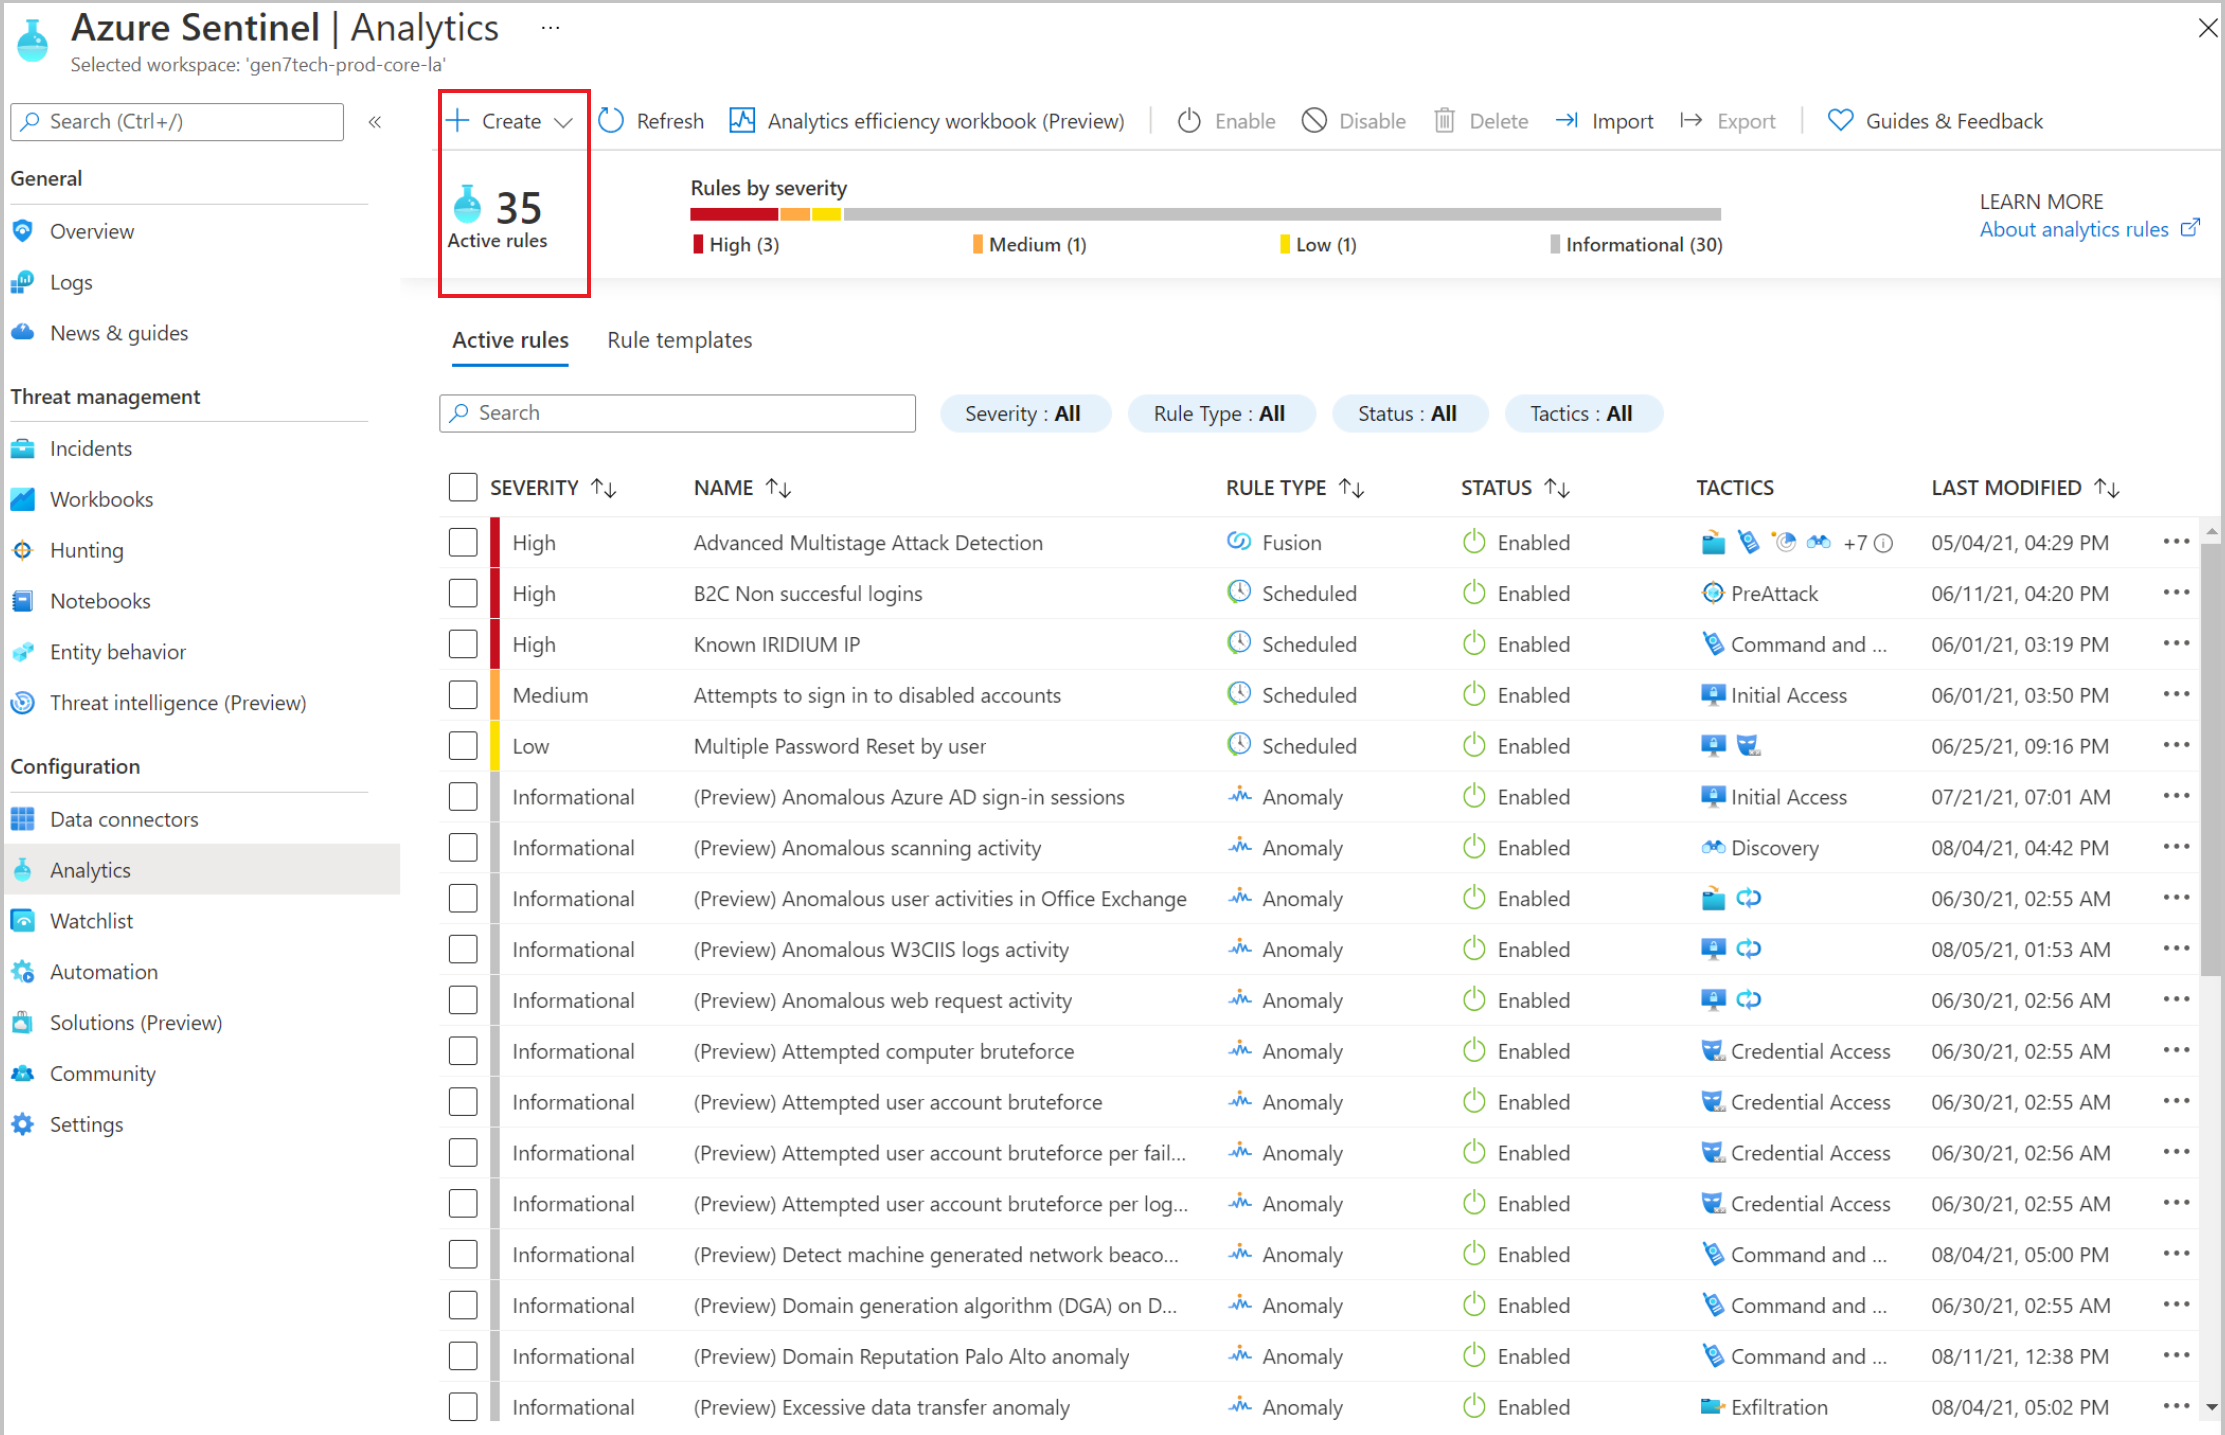 Azure Sentinel | Analytics ...
Selected workspace: 'gen7tech-prod-core-la'
Search (Ctrl+/)
«
Create
Refresh
Analytics efficiency workbook (Preview)
Enable
Disable
Delete
Import
Export
Guides & Feedback
General
Overview
Logs
News & guides
Threat management
Incidents
Workbooks
Hunting
Notebooks
Entity behavior
Threat intelligence (Preview)
Configuration
Data connectors
Analytics
Watchlist
Automation
Solutions (Preview)
Community
Settings
35
Active rules
Rules by severity
High (3) Medium (1) Low (1) Informational (30)
LEARN MORE
About analytics rules
Active rules Rule templates
Search Severity : All Rule Type : All Status : All Tactics : All
SEVERITY NAME RULE TYPE STATUS TACTICS LAST MODIFIED
High Advanced Multistage Attack Detection Fusion Enabled +7 05/04/21, 04:29 PM
High B2C Non succesful logins Scheduled Enabled PreAttack 06/11/21, 04:20 PM
High Known IRIDIUM IP Scheduled Enabled Command and ... 06/01/21, 03:19 PM
Medium Attempts to sign in to disabled accounts Scheduled Enabled Initial Access 06/01/21, 03:50 PM
Low Multiple Password Reset by user Scheduled Enabled 06/25/21, 09:16 PM
Informational (Preview) Anomalous Azure AD sign-in sessions Anomaly Enabled Initial Access 07/21/21, 07:01 AM
Informational (Preview) Anomalous scanning activity Anomaly Enabled Discovery 08/04/21, 04:42 PM
Informational (Preview) Anomalous user activities in Office Exchange Anomaly Enabled 06/30/21, 02:55 AM
Informational (Preview) Anomalous W3CIIS logs activity Anomaly Enabled 08/05/21, 01:53 AM
Informational (Preview) Anomalous web request activity Anomaly Enabled 06/30/21, 02:56 AM
Informational (Preview) Attempted computer bruteforce Anomaly Enabled Credential Access 06/30/21, 02:55 AM
Informational (Preview) Attempted user account bruteforce Anomaly Enabled Credential Access 06/30/21, 02:55 AM
Informational (Preview) Attempted user account bruteforce per fail... Anomaly Enabled Credential Access 06/30/21, 02:56 AM
Informational (Preview) Attempted user account bruteforce per log... Anomaly Enabled Credential Access 06/30/21, 02:55 AM
Informational (Preview) Detect machine generated network beaco... Anomaly Enabled Command and ... 08/04/21, 05:00 PM
Informational (Preview) Domain generation algorithm (DGA) on D... Anomaly Enabled Command and ... 06/30/21, 02:55 AM
Informational (Preview) Domain Reputation Palo Alto anomaly Anomaly Enabled Command and ... 08/11/21, 12:38 PM
Informational (Preview) Excessive data transfer anomaly Anomaly Enabled Exfiltration 08/04/21, 05:02 PM